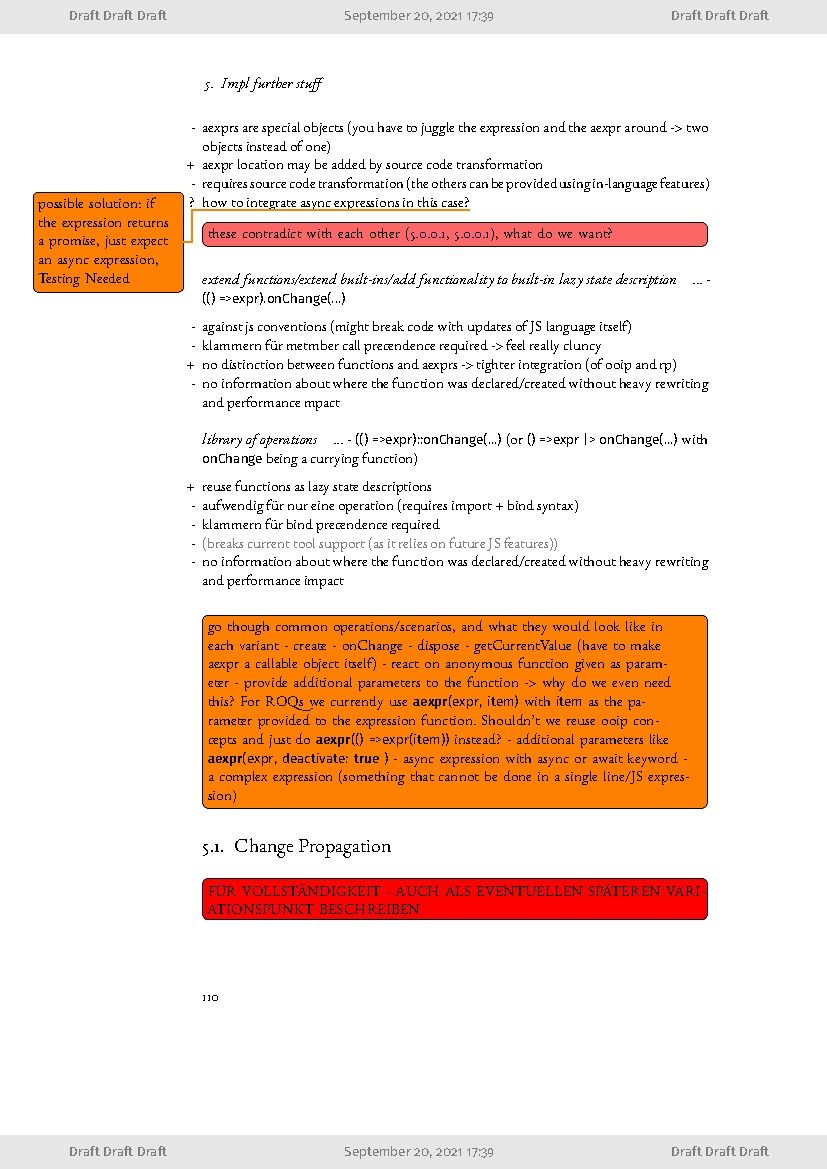 Draft Draft Draft September 20, 2021 17:39 Draft Draft Draft
5. Impl further stuff
- aexprs are special objects (you have to juggle the expression and the aexpr around -> two
objects instead of one)
+ aexpr location may be added by source code transformation
- requires source code transformation (the others can be provided using in-language features)
? how to integrate async expressions in this case?
possible solution: if
the expression returns
a promise, just expect
an async expression,
Testing Needed
these contradict with each other (5.0.0.1, 5.0.0.1), what do we want?
extend functions/extend built-ins/add functionality to built-in lazy state description ... -
(() =>expr).onChange(...)
- against js conventions (might break code with updates of JS language itself)
- klammern für metmber call precendence required -> feel really cluncy
+ no distinction between functions and aexprs -> tighter integration (of ooip and rp)
- no information about where the function was declared/created without heavy rewriting
and performance mpact
library of operations ... - (() =>expr)::onChange(...) (or () =>expr |> onChange(...) with
onChange being a currying function)
+ reuse functions as lazy state descriptions
- aufwendig für nur eine operation (requires import + bind syntax)
- klammern für bind precendence required
- (breaks current tool support (as it relies on future JS features))
- no information about where the function was declared/created without heavy rewriting
and performance impact
go though common operations/scenarios, and what they would look like in
each variant - create - onChange - dispose - getCurrentValue (have to make
aexpr a callable object itself) - react on anonymous function given as param-
eter - provide additional parameters to the function -> why do we even need
this? For ROQs we currently use aexpr(expr, item) with item as the pa-
rameter provided to the expression function. Shouldn't we reuse ooip con-
cepts and just do aexpr(() =>expr(item)) instead? - additional parameters like
aexpr(expr, deactivate: true ) - async expression with async or await keyword -
a complex expression (something that cannot be done in a single line/JS expres-
sion)
5.1. Change Propagation
FÜR VOLLSTÄNDIGKEIT - AUCH ALS EVENTUELLEN SPÄTEREN VARI-
ATIONSPUNKT BESCHREIBEN
110
Draft Draft Draft September 20, 2021 17:39 Draft Draft Draft